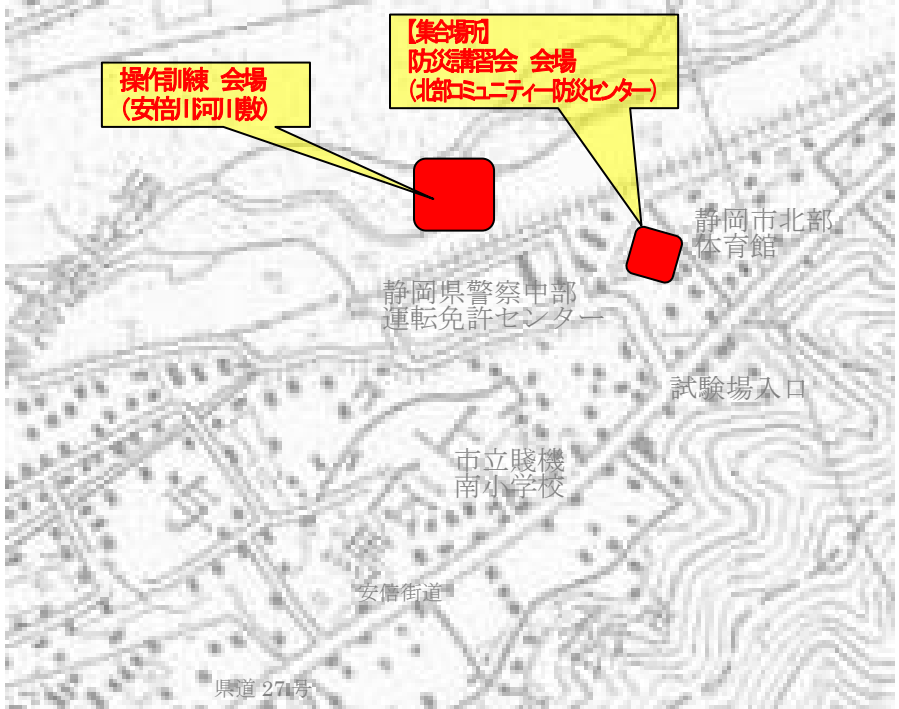 【集合場所】
防災講習会 会場
(北部コミュニティー防災センター)
操作訓練 会場
(安倍川河川敷)
静岡市北部
体育館
静岡県警察中部
運転免許センター
試験場入口
市立賤機
南小学校
安倍街道
県道 27号